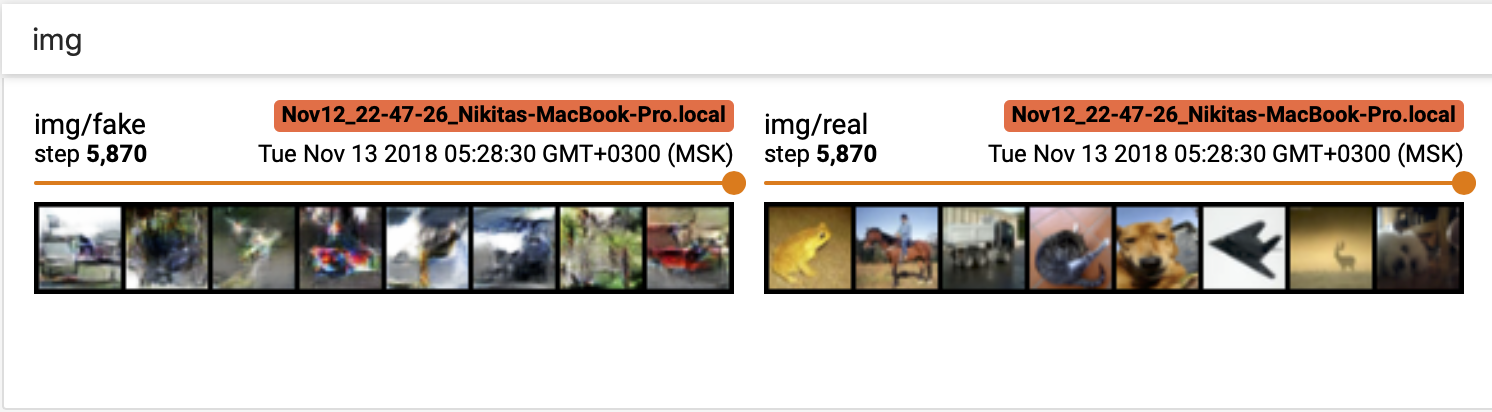 img
img/fake
Nov12_22-47-26_Nikitas-MacBook-Pro.local
step 5,870
Tue Nov 13 2018 05:28:30 GMT+0300 (MSK)
img/real
Nov12_22-47-26_Nikitas-MacBook-Pro.local
step 5,870
Tue Nov 13 2018 05:28:30 GMT+0300 (MSK)